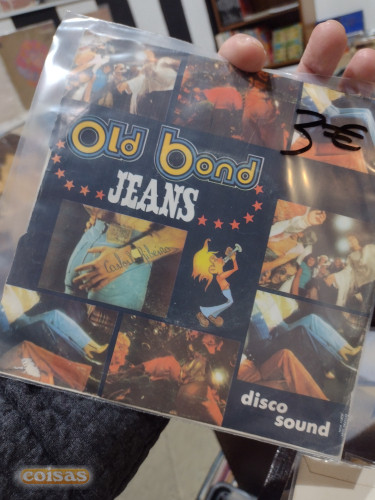 Old Bond
3 €
JEANS
disco
sound
coisas